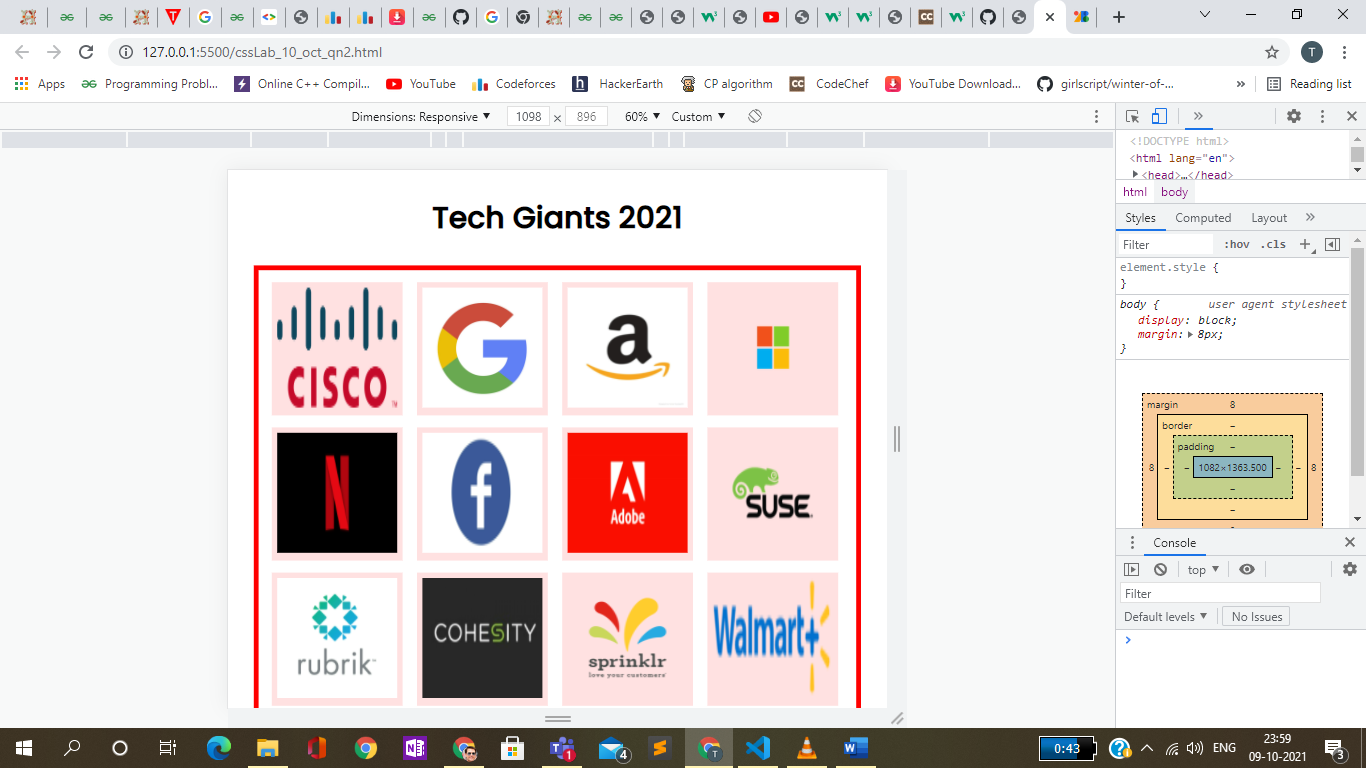 127.0.0.1:5500/cssLab_10_oct_qn2.html
T
Apps
Programming Probl...
Online C++ Compil...
YouTube
Codeforces
HackerEarth
CP algorithm
CodeChef
YouTube Download...
girlscript/winter-of-...
»
Reading list
Dimensions: Responsive
1098 × 896
60%
Custom
»
<!DOCTYPE html>
<html lang="en">
<head>…</head>
html body
Styles Computed Layout »
Filter :hov .cls +
element.style {
}
body { user agent stylesheet
display: block;
margin: 8px;
}
margin 8
border –
padding –
8 – – 1082×1363.500 – – 8
–
–
Console
top
Filter
Default levels
No Issues
Tech Giants 2021
CISCO
TM
G
a
N
f
Adobe
SUSE
rubrik
COHESITY
sprinklr
love your customers
Walmart+
0:43
ENG
23:59
09-10-2021
4
1
T
3